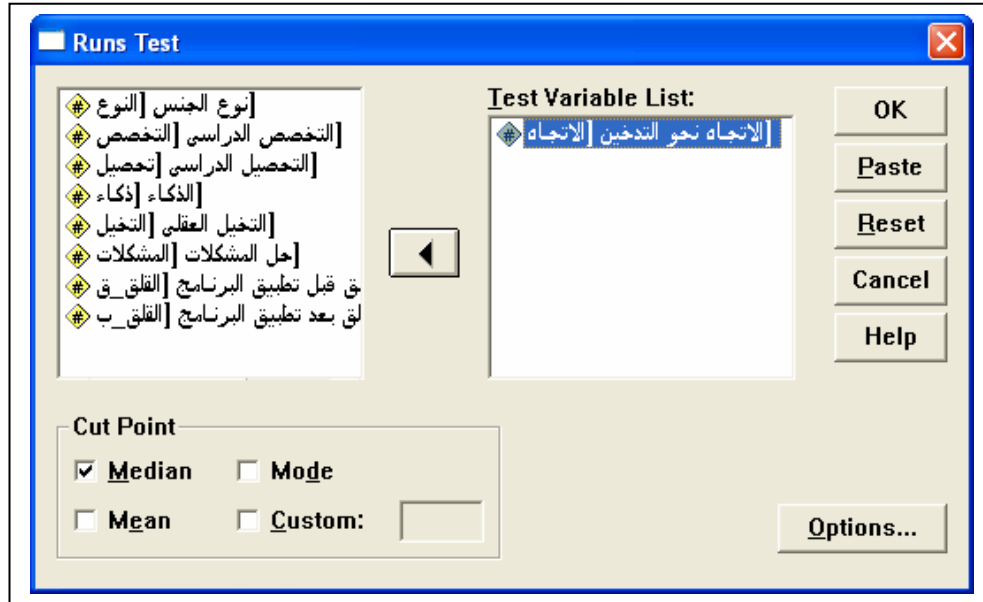 Runs Test
نوع الجنس [النوع]
التخصص الدراسى [التخصص]
التحصيل الدراسى [تحصيل]
الذكاء [ذكاء]
التخيل العقلى [التخيل]
حل المشكلات [المشكلات]
ق قبل تطبيق البرنامج [القلق_ق
لق بعد تطبيق البرنامج [القلق_ب
Test Variable List:
الاتجاه نحو التدخين [الاتجاه]
OK
Paste
Reset
Cancel
Help
Cut Point
Median
Mode
Mean
Custom:
Options...